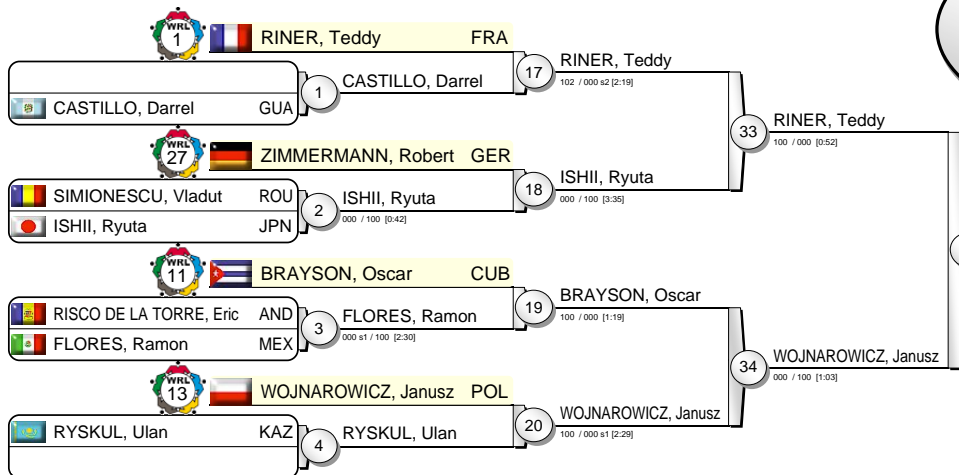 WRL
1
RINER, Teddy FRA
CASTILLO, Darrel GUA
1
CASTILLO, Darrel
17
RINER, Teddy
102 / 000 s2 [2:19]
WRL
27
ZIMMERMANN, Robert GER
SIMIONESCU, Vladut ROU
ISHII, Ryuta JPN
2
ISHII, Ryuta
000 / 100 [0:42]
18
ISHII, Ryuta
000 / 100 [3:35]
33
RINER, Teddy
100 / 000 [0:52]
WRL
11
BRAYSON, Oscar CUB
RISCO DE LA TORRE, Eric AND
FLORES, Ramon MEX
3
FLORES, Ramon
000 s1 / 100 [2:30]
19
BRAYSON, Oscar
100 / 000 [1:19]
WRL
13
WOJNAROWICZ, Janusz POL
RYSKUL, Ulan KAZ
4
RYSKUL, Ulan
20
WOJNAROWICZ, Janusz
100 / 000 s1 [2:29]
34
WOJNAROWICZ, Janusz
000 / 100 [1:03]